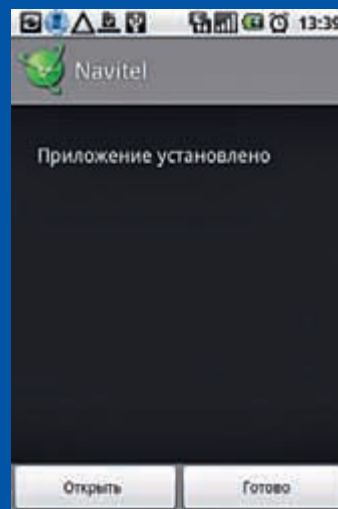 13:39
Navitel
Приложение установлено
Открыть
Готово